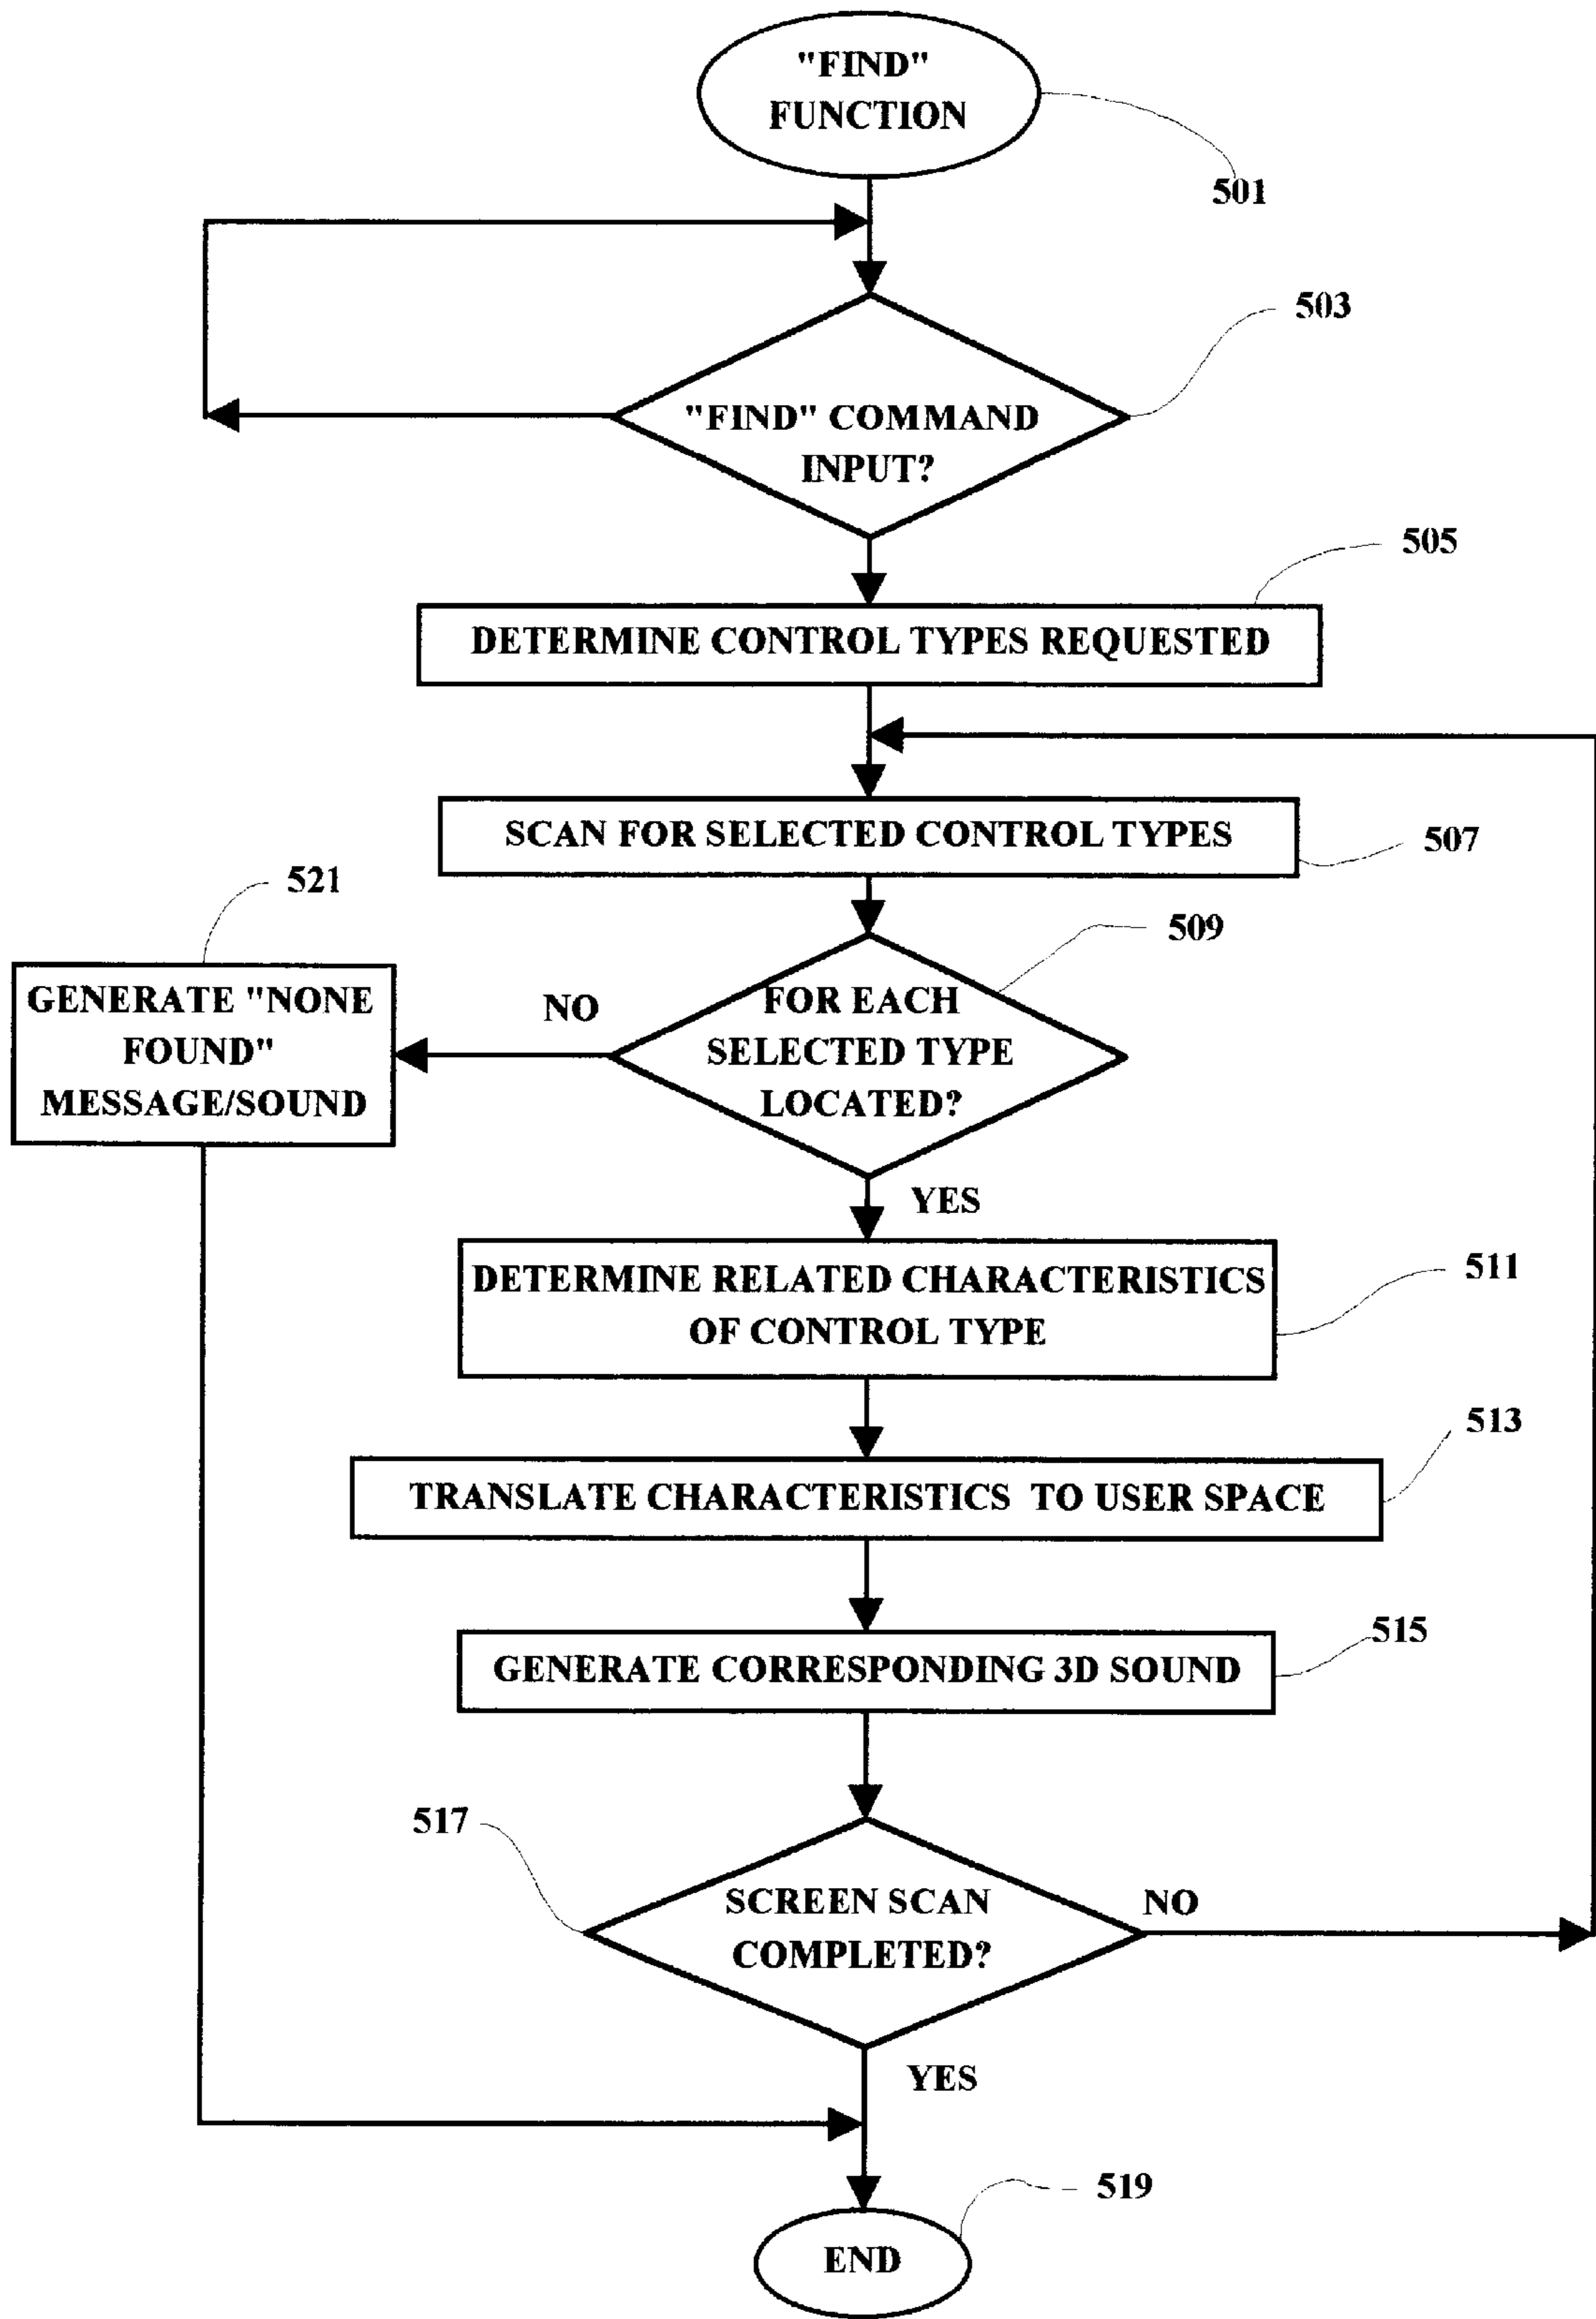 "FIND"
FUNCTION
501
503
"FIND" COMMAND
INPUT?
505
DETERMINE CONTROL TYPES REQUESTED
SCAN FOR SELECTED CONTROL TYPES
507
521
509
GENERATE "NONE
FOUND"
MESSAGE/SOUND
NO
FOR EACH
SELECTED TYPE
LOCATED?
YES
DETERMINE RELATED CHARACTERISTICS
OF CONTROL TYPE
511
513
TRANSLATE CHARACTERISTICS TO USER SPACE
515
GENERATE CORRESPONDING 3D SOUND
517
SCREEN SCAN
COMPLETED?
NO
YES
519
END